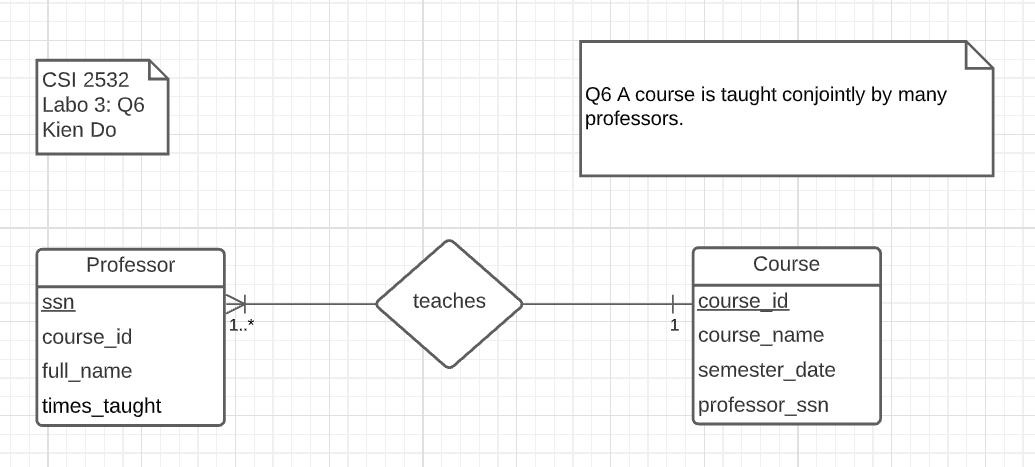 CSI 2532
Labo 3: Q6
Kien Do
Q6 A course is taught conjointly by many
professors.
Professor
ssn
course_id
full_name
times_taught
1..*
teaches
1
Course
course_id
course_name
semester_date
professor_ssn